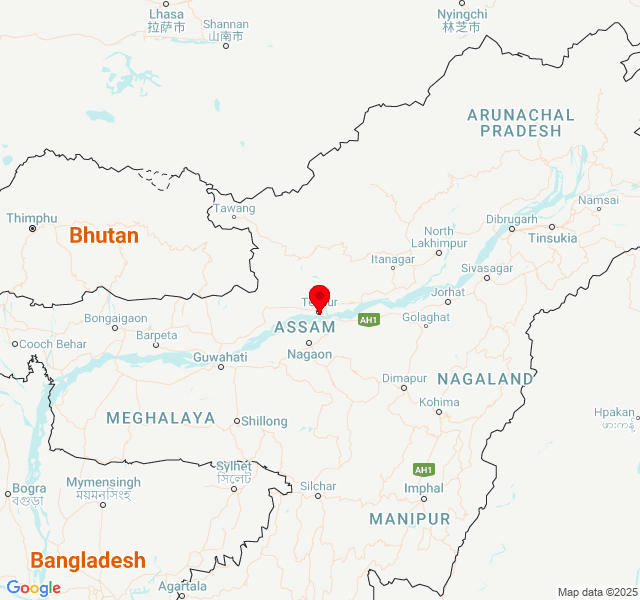 Lhasa
拉萨市
Nyingchi
林芝市
Shannan
山南市
ARUNACHAL
PRADESH
Namsai
Tawang
Thimphu
Bhutan
Dibrugarh
Tinsukia
North
Lakhimpur
Itanagar
Sivasagar
Jorhat
AH1
Golaghat
Bongaigaon
ASSAM
Barpeta
Cooch Behar
Nagaon
Guwahati
Dimapur
NAGALAND
Kohima
MEGHALAYA
Shillong
Hpakan
ဖားကန့်
Sylhet
সিলেট
AH1
Mymensingh
ময়মনসিংহ
Bogra
বগুড়া
Silchar
Imphal
MANIPUR
Bangladesh
Agartala
Google
Map data ©2025